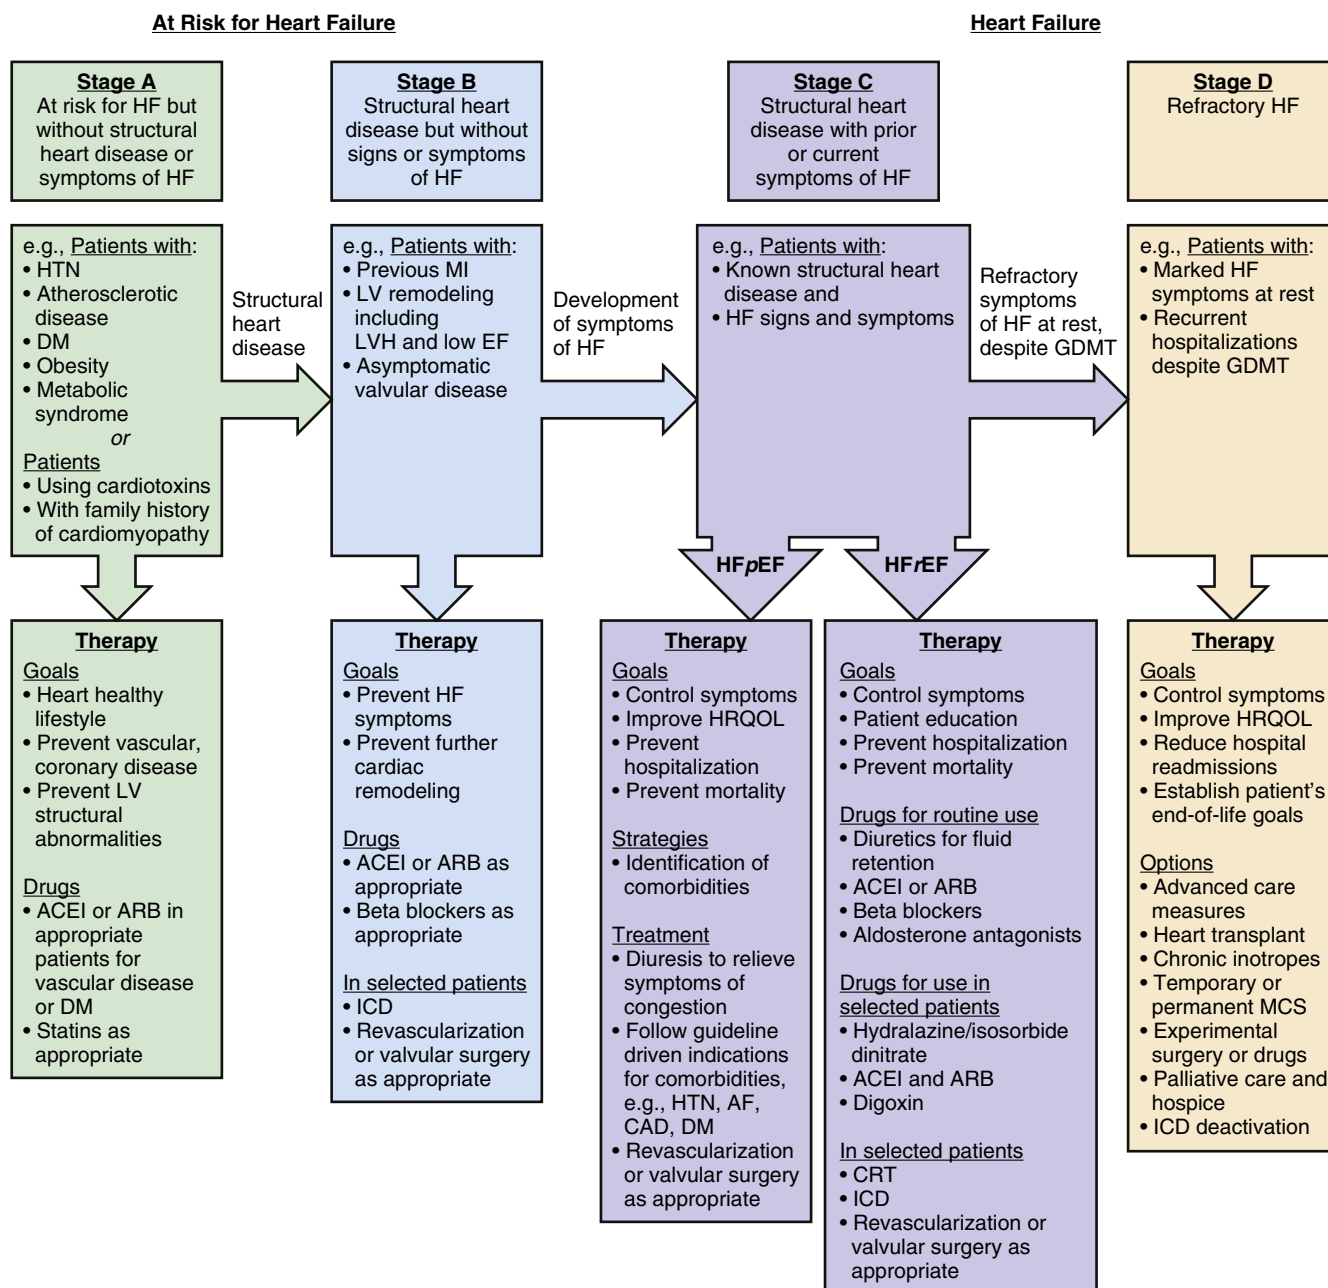 At Risk for Heart Failure
Heart Failure
Stage A
At risk for HF but
without structural
heart disease or
symptoms of HF
Stage B
Structural heart
disease but without
signs or symptoms
of HF
Stage C
Structural heart
disease with prior
or current
symptoms of HF
Stage D
Refractory HF
e.g., Patients with:
• HTN
• Atherosclerotic
disease
• DM
• Obesity
• Metabolic
syndrome
or
Patients
• Using cardiotoxins
• With family history
of cardiomyopathy
Structural
heart
disease
e.g., Patients with:
• Previous MI
• LV remodeling
including
LVH and low EF
• Asymptomatic
valvular disease
Development
of symptoms
of HF
e.g., Patients with:
• Known structural heart
disease and
• HF signs and symptoms
Refractory
symptoms
of HF at rest,
despite GDMT
e.g., Patients with:
• Marked HF
symptoms at rest
• Recurrent
hospitalizations
despite GDMT
HFpEF
HFrEF
Therapy
Goals
• Heart healthy
lifestyle
• Prevent vascular,
coronary disease
• Prevent LV
structural
abnormalities
Drugs
• ACEI or ARB in
appropriate
patients for
vascular disease
or DM
• Statins as
appropriate
Therapy
Goals
• Prevent HF
symptoms
• Prevent further
cardiac
remodeling
Drugs
• ACEI or ARB as
appropriate
• Beta blockers as
appropriate
In selected patients
• ICD
• Revascularization
or valvular surgery
as appropriate
Therapy
Goals
• Control symptoms
• Improve HRQOL
• Prevent
hospitalization
• Prevent mortality
Strategies
• Identification of
comorbidities
Treatment
• Diuresis to relieve
symptoms of
congestion
• Follow guideline
driven indications
for comorbidities,
e.g., HTN, AF,
CAD, DM
• Revascularization
or valvular surgery
as appropriate
Therapy
Goals
• Control symptoms
• Patient education
• Prevent hospitalization
• Prevent mortality
Drugs for routine use
• Diuretics for fluid
retention
• ACEI or ARB
• Beta blockers
• Aldosterone antagonists
Drugs for use in
selected patients
• Hydralazine/isosorbide
dinitrate
• ACEI and ARB
• Digoxin
In selected patients
• CRT
• ICD
• Revascularization or
valvular surgery as
appropriate
Therapy
Goals
• Control symptoms
• Improve HRQOL
• Reduce hospital
readmissions
• Establish patient's
end-of-life goals
Options
• Advanced care
measures
• Heart transplant
• Chronic inotropes
• Temporary or
permanent MCS
• Experimental
surgery or drugs
• Palliative care and
hospice
• ICD deactivation